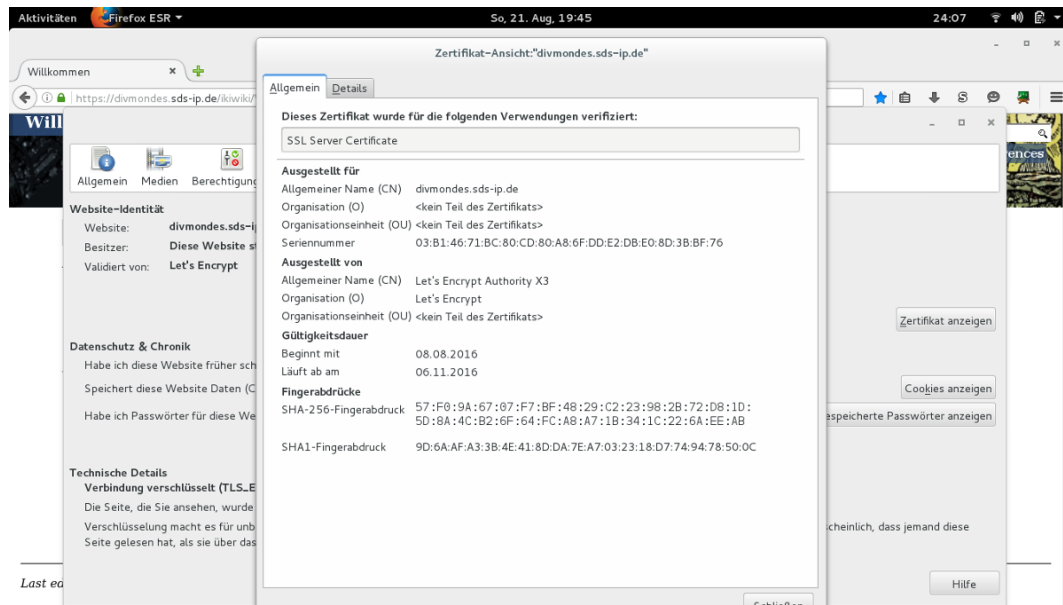 Aktivitäten Firefox ESR So, 21. Aug, 19:45 24:07
Zertifikat-Ansicht:"divmondes.sds-ip.de"
Willkommen
Allgemein Details
https://divmondes.sds-ip.de/ikiwiki/
Dieses Zertifikat wurde für die folgenden Verwendungen verifiziert:
Will
SSL Server Certificate
ences
Allgemein Medien Berechtigung
Ausgestellt für
Allgemeiner Name (CN) divmondes.sds-ip.de
Organisation (O) <kein Teil des Zertifikats>
Organisationseinheit (OU) <kein Teil des Zertifikats>
Seriennummer 03:B1:46:71:BC:80:CD:80:A8:6F:DD:E2:DB:E0:8D:3B:BF:76
Ausgestellt von
Allgemeiner Name (CN) Let's Encrypt Authority X3
Organisation (O) Let's Encrypt
Organisationseinheit (OU) <kein Teil des Zertifikats>
Gültigkeitsdauer
Beginnt mit 08.08.2016
Läuft ab am 06.11.2016
Fingerabdrücke
SHA-256-Fingerabdruck 57:F0:9A:67:07:F7:BF:48:29:C2:23:98:2B:72:D8:1D:
5D:8A:4C:B2:6F:64:FC:A8:A7:1B:34:1C:22:6A:EE:AB
SHA1-Fingerabdruck 9D:6A:AF:A3:3B:4E:41:8D:DA:7E:A7:03:23:18:D7:74:94:78:50:0C
Website-Identität
Website: divmondes.sds-i
Besitzer: Diese Website s
Validiert von: Let's Encrypt
Zertifikat anzeigen
Datenschutz & Chronik
Habe ich diese Website früher sch
Speichert diese Website Daten (C
Cookies anzeigen
Habe ich Passwörter für diese We
espeicherte Passwörter anzeigen
Technische Details
Verbindung verschlüsselt (TLS_E
Die Seite, die Sie ansehen, wurde
Verschlüsselung macht es für unb
cheinlich, dass jemand diese
Seite gelesen hat, als sie über das
Last ed
Hilfe
Schließen